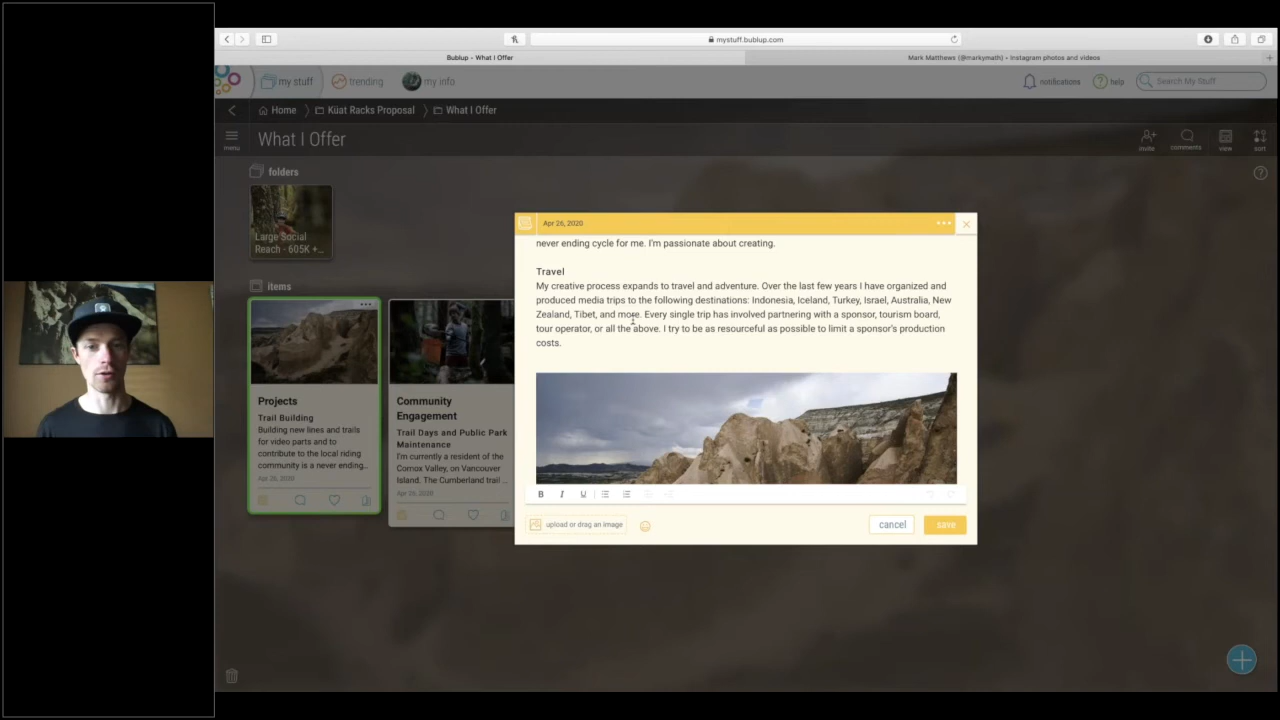 mystuff.bublup.com
Bublup - What I Offer
Mark Matthews (@markymath) • Instagram photos and videos
my stuff
trending
my info
notifications
help
Search My Stuff
Home
Küat Racks Proposal
What I Offer
menu
What I Offer
invite
comments
view
sort
folders
Large Social
Reach - 605K +...
items
Projects
Trail Building
Building new lines and trails
for video parts and to
contribute to the local riding
community is a never ending...
Apr 26, 2020
Community
Engagement
Trail Days and Public Park
Maintenance
I'm currently a resident of the
Comox Valley, on Vancouver
Island. The Cumberland trail ...
Apr 26, 2020
Apr 26, 2020
never ending cycle for me. I'm passionate about creating.
Travel
My creative process expands to travel and adventure. Over the last few years I have organized and
produced media trips to the following destinations: Indonesia, Iceland, Turkey, Israel, Australia, New
Zealand, Tibet, and more. Every single trip has involved partnering with a sponsor, tourism board,
tour operator, or all the above. I try to be as resourceful as possible to limit a sponsor's production
costs.
B I U
upload or drag an image
cancel
save